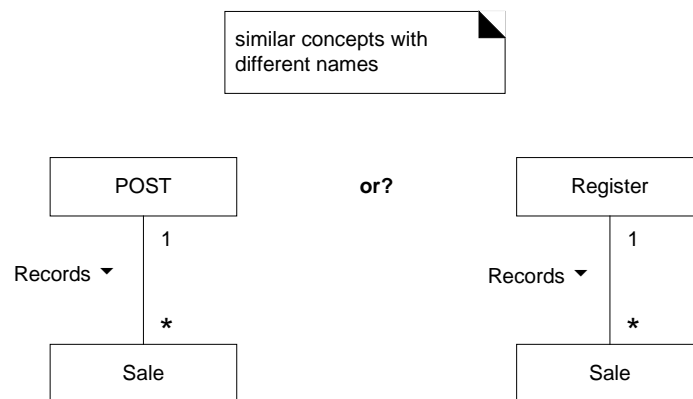 similar concepts with
different names
POST
or?
Register
1
1
Records
Records
*
*
Sale
Sale